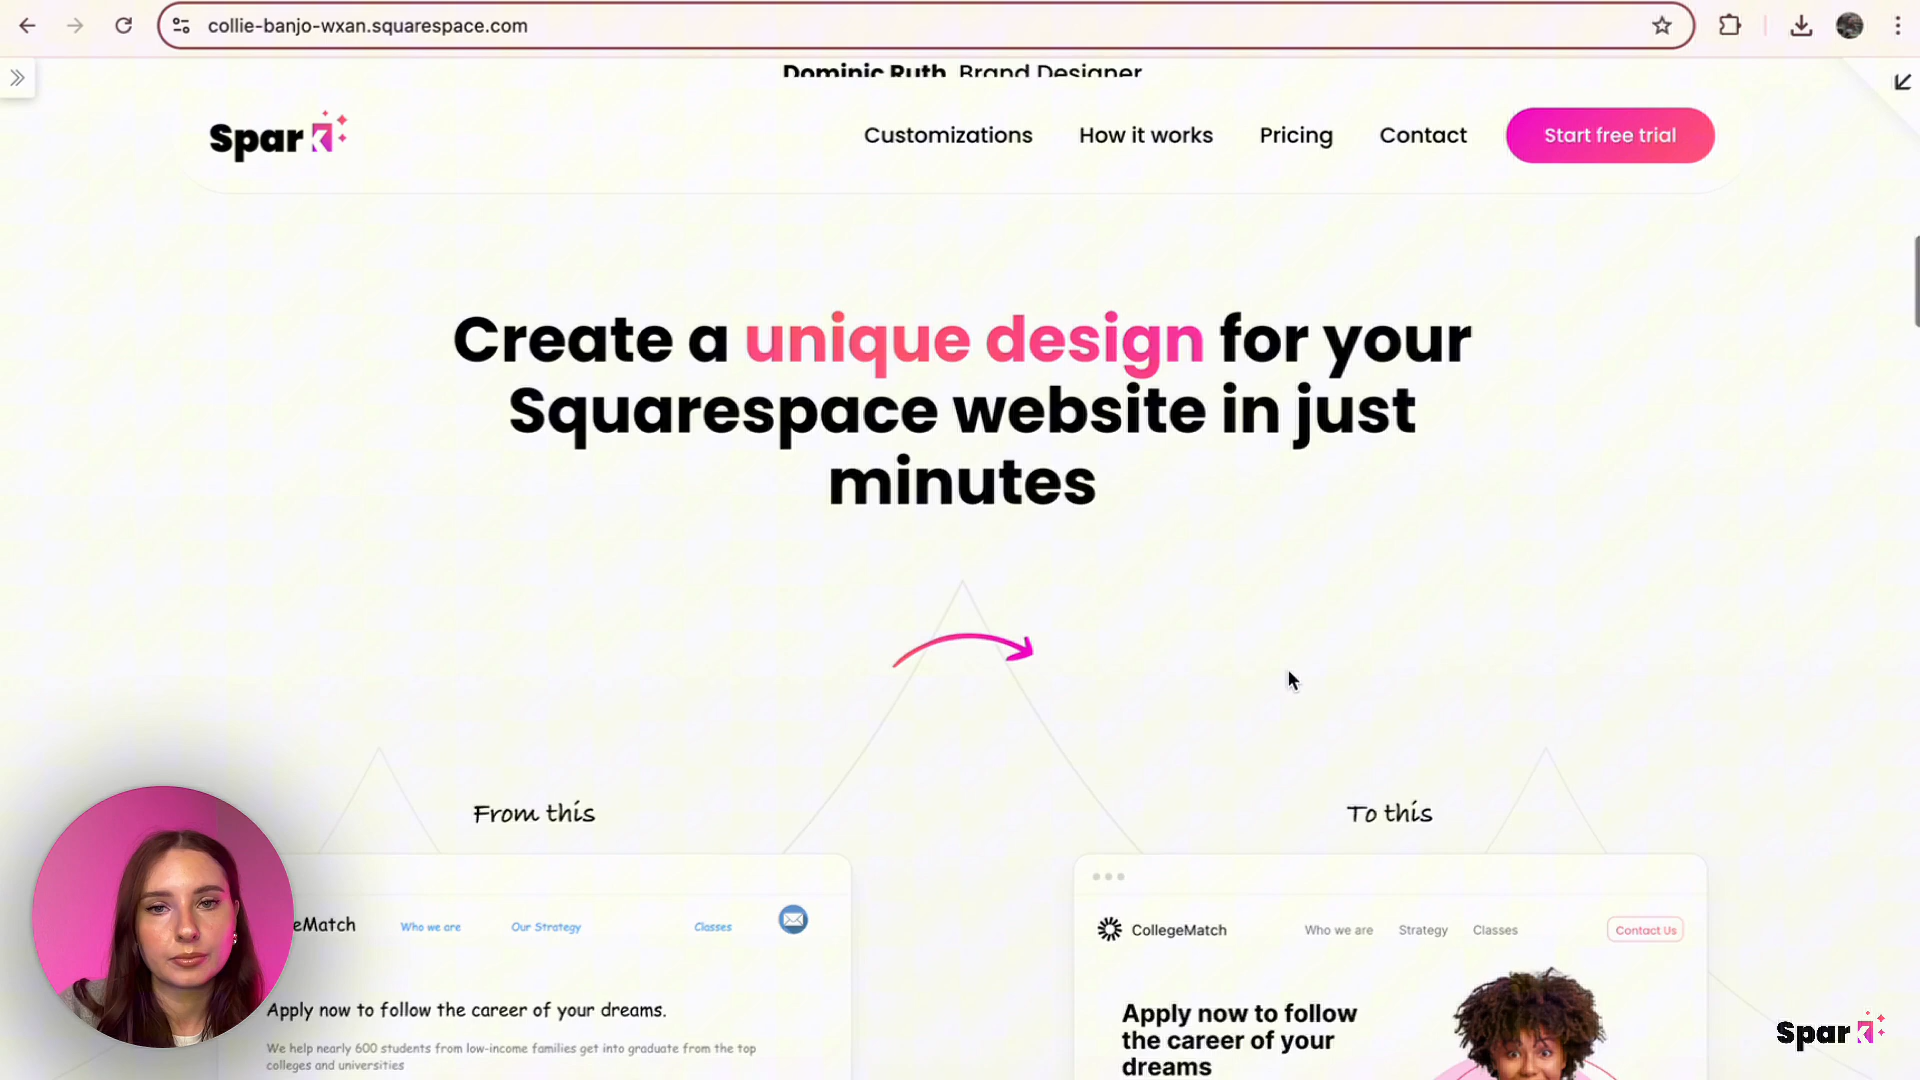 collie-banjo-wxan.squarespace.com
Dominic Ruth, Brand Designer
Spark
Customizations
How it works
Pricing
Contact
Start free trial
Create a unique design for your
Squarespace website in just
minutes
From this
To this
eMatch
Who we are
Our Strategy
Classes
Apply now to follow the career of your dreams.
We help nearly 600 students from low-income families get into graduate from the top
colleges and universities
CollegeMatch
Who we are
Strategy
Classes
Contact Us
Apply now to follow
the career of your
dreams
Spark